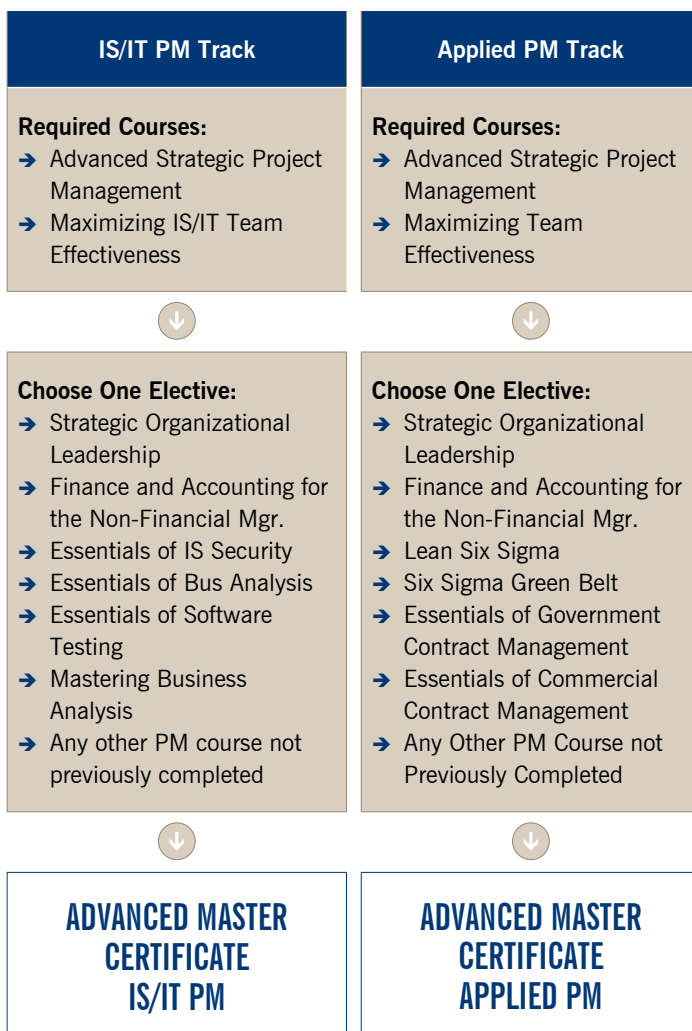 IS/IT PM Track
Required Courses:
➔ Advanced Strategic Project
Management
➔ Maximizing IS/IT Team
Effectiveness
Choose One Elective:
➔ Strategic Organizational
Leadership
➔ Finance and Accounting for
the Non-Financial Mgr.
➔ Essentials of IS Security
➔ Essentials of Bus Analysis
➔ Essentials of Software
Testing
➔ Mastering Business
Analysis
➔ Any other PM course not
previously completed
ADVANCED MASTER
CERTIFICATE
IS/IT PM
Applied PM Track
Required Courses:
➔ Advanced Strategic Project
Management
➔ Maximizing Team
Effectiveness
Choose One Elective:
➔ Strategic Organizational
Leadership
➔ Finance and Accounting for
the Non-Financial Mgr.
➔ Lean Six Sigma
➔ Six Sigma Green Belt
➔ Essentials of Government
Contract Management
➔ Essentials of Commercial
Contract Management
➔ Any Other PM Course not
Previously Completed
ADVANCED MASTER
CERTIFICATE
APPLIED PM